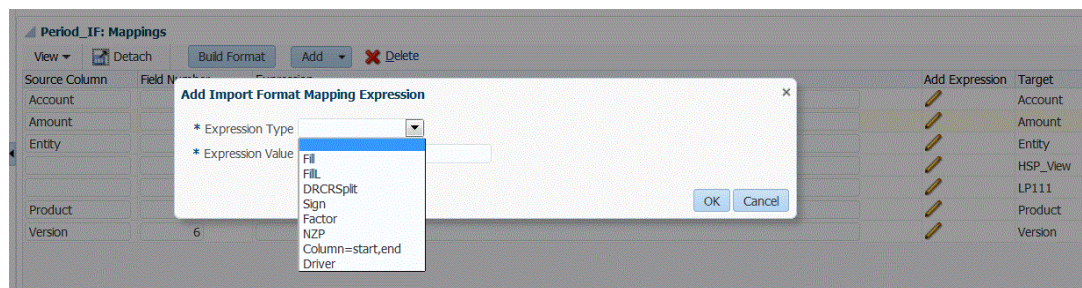 Period_IF: Mappings
View Detach Build Format Add Delete
Source Column Field Number Expression Add Expression Target
Add Import Format Mapping Expression
Account Account
* Expression Type
Amount Amount
* Expression Value
Entity Entity
Fill
HSP_View
FillL
DRCRSplit
LP111
Sign
OK Cancel
Product Product
Factor
Version 6 Version
NZP
Column=start,end
Driver